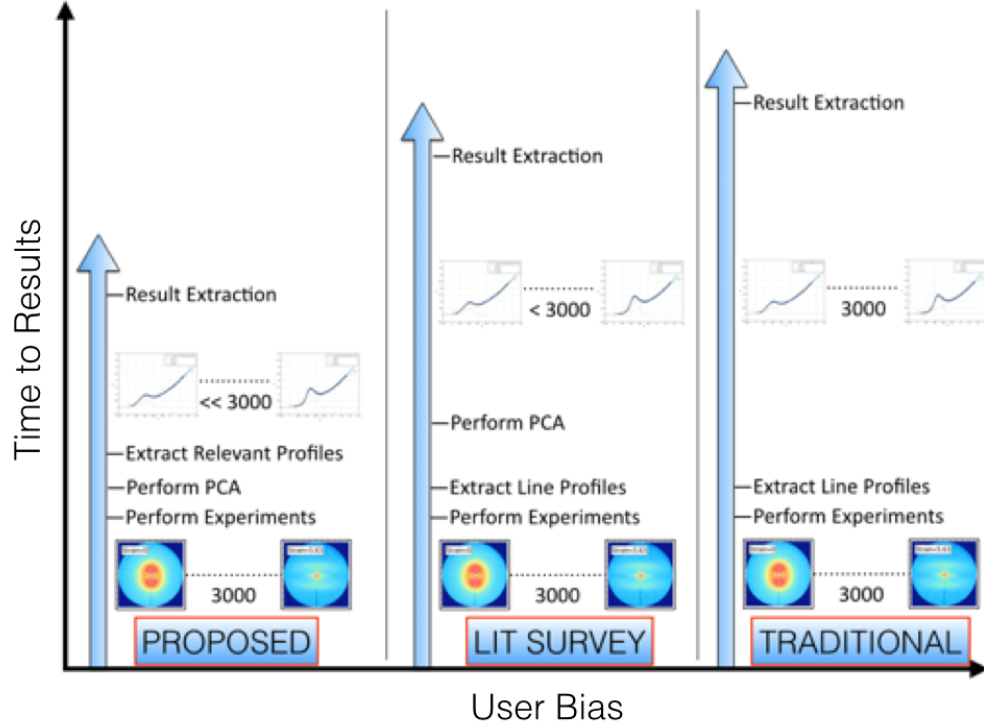 Time to Results
Result Extraction
<< 3000
Extract Relevant Profiles
Perform PCA
Perform Experiments
3000
PROPOSED
Result Extraction
< 3000
Perform PCA
Extract Line Profiles
Perform Experiments
3000
LIT SURVEY
Result Extraction
3000
Extract Line Profiles
Perform Experiments
3000
TRADITIONAL
User Bias